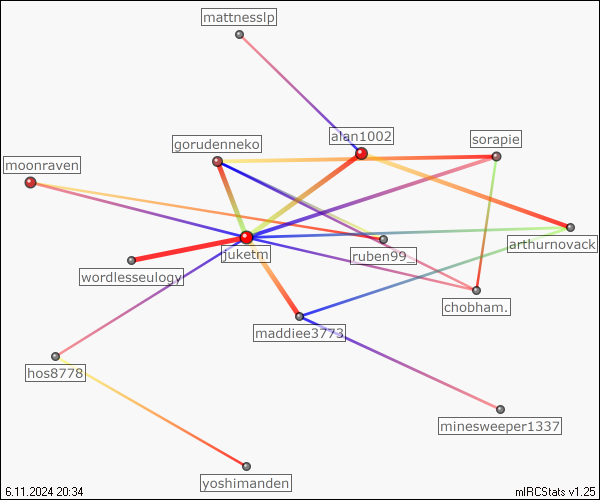 mattnesslp
alan1002
gorudenneko
sorapie
moonraven
juketm
ruben99_
arthurnovack
wordlesseulogy
chobham.
maddiee3773
hos8778
minesweeper1337
yoshimanden
6.11.2024 20:34
mIRCStats v1.25